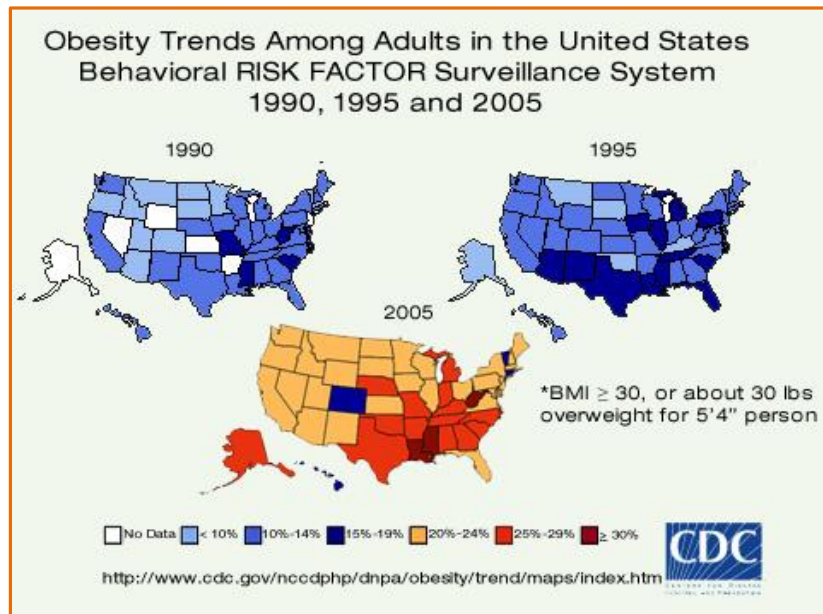 Obesity Trends Among Adults in the United States
Behavioral RISK FACTOR Surveillance System
1990, 1995 and 2005
1990
1995
2005
*BMI ≥ 30, or about 30 lbs
overweight for 5'4" person
No Data <10% 10%-14% 15%-19% 20%-24% 25%-29% ≥ 30%
CDC
http://www.cdc.gov/nccdphp/dnpa/obesity/trend/maps/index.htm